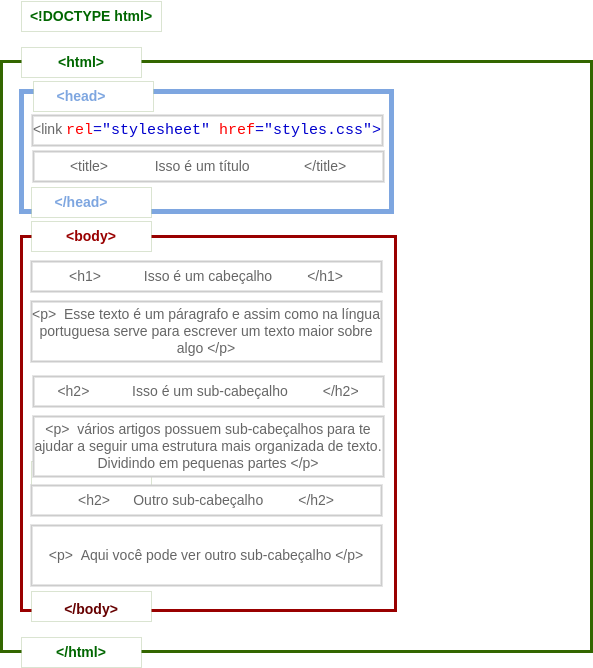 <!DOCTYPE html>
<html>
<head>
<link rel="stylesheet" href="styles.css">
<title> Isso é um título </title>
</head>
<body>
<h1> Isso é um cabeçalho </h1>
<p> Esse texto é um páragrafo e assim como na língua
portuguesa serve para escrever um texto maior sobre
algo </p>
<h2> Isso é um sub-cabeçalho </h2>
<p> vários artigos possuem sub-cabeçalhos para te
ajudar a seguir uma estrutura mais organizada de texto.
Dividindo em pequenas partes </p>
<h2> Outro sub-cabeçalho </h2>
<p> Aqui você pode ver outro sub-cabeçalho </p>
</body>
</html>